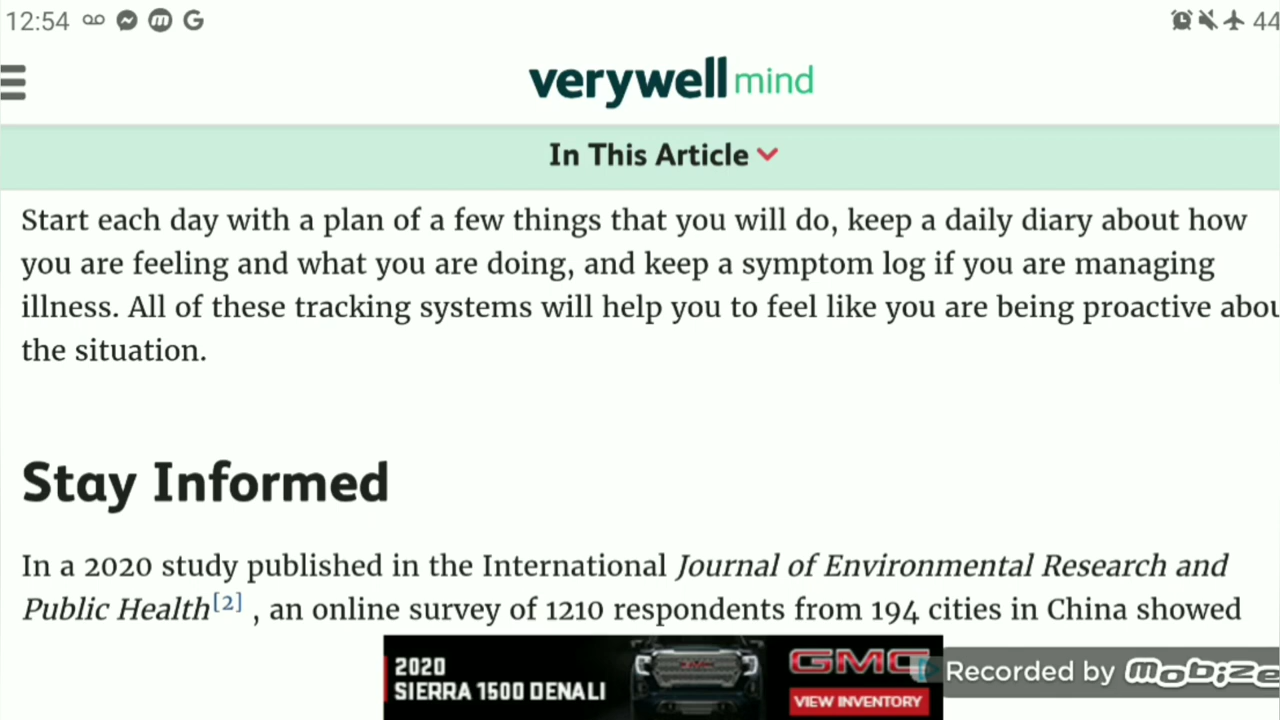 12:54
44
verywell mind
In This Article
Start each day with a plan of a few things that you will do, keep a daily diary about how
you are feeling and what you are doing, and keep a symptom log if you are managing
illness. All of these tracking systems will help you to feel like you are being proactive abou
the situation.
Stay Informed
In a 2020 study published in the International Journal of Environmental Research and
Public Health[2] , an online survey of 1210 respondents from 194 cities in China showed
2020
SIERRA 1500 DENALI
GMC
VIEW INVENTORY
Recorded by mobize